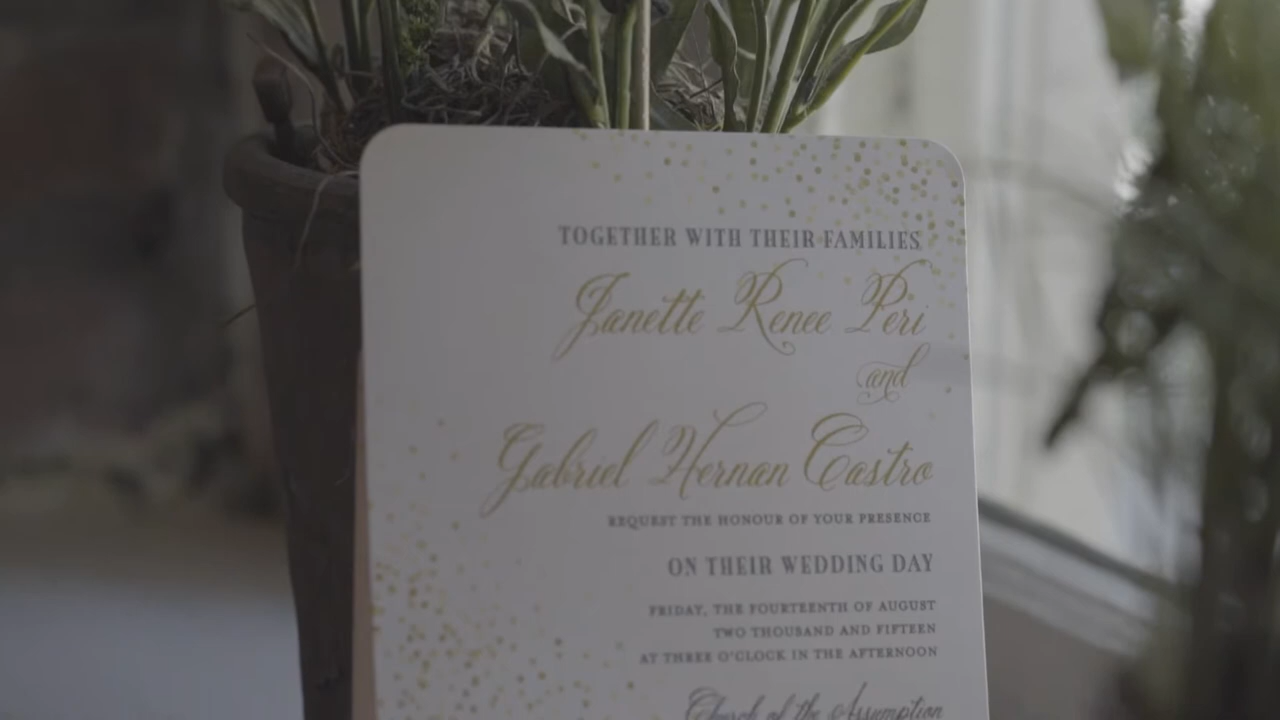 TOGETHER WITH THEIR FAMILIES
Janette Renee Peri
and
Gabriel Hernan Castro
REQUEST THE HONOUR OF YOUR PRESENCE
ON THEIR WEDDING DAY
FRIDAY, THE FOURTEENTH OF AUGUST
TWO THOUSAND AND FIFTEEN
AT THREE O'CLOCK IN THE AFTERNOON
Church of the Assumption